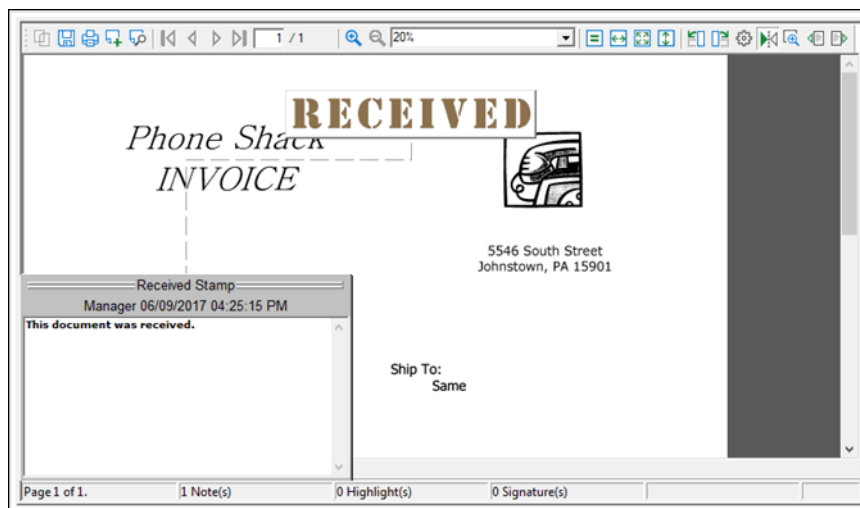 1 / 1
20%
RECEIVED
Phone Shack
INVOICE
5546 South Street
Johnstown, PA 15901
Received Stamp
Manager 06/09/2017 04:25:15 PM
This document was received.
Ship To:
Same
Page 1 of 1.
1 Note(s)
0 Highlight(s)
0 Signature(s)